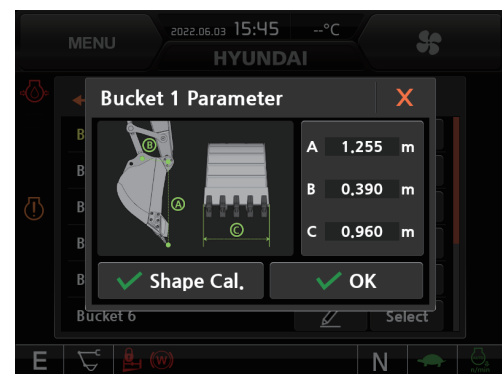 MENU
2022.06.03 15:45 --°C
HYUNDAI
Bucket 1 Parameter X
B
A
C
A 1.255 m
B 0.390 m
C 0.960 m
B
B
B
B
B
Shape Cal.
OK
Bucket 6 Select
E
C
(W)
N
n/min